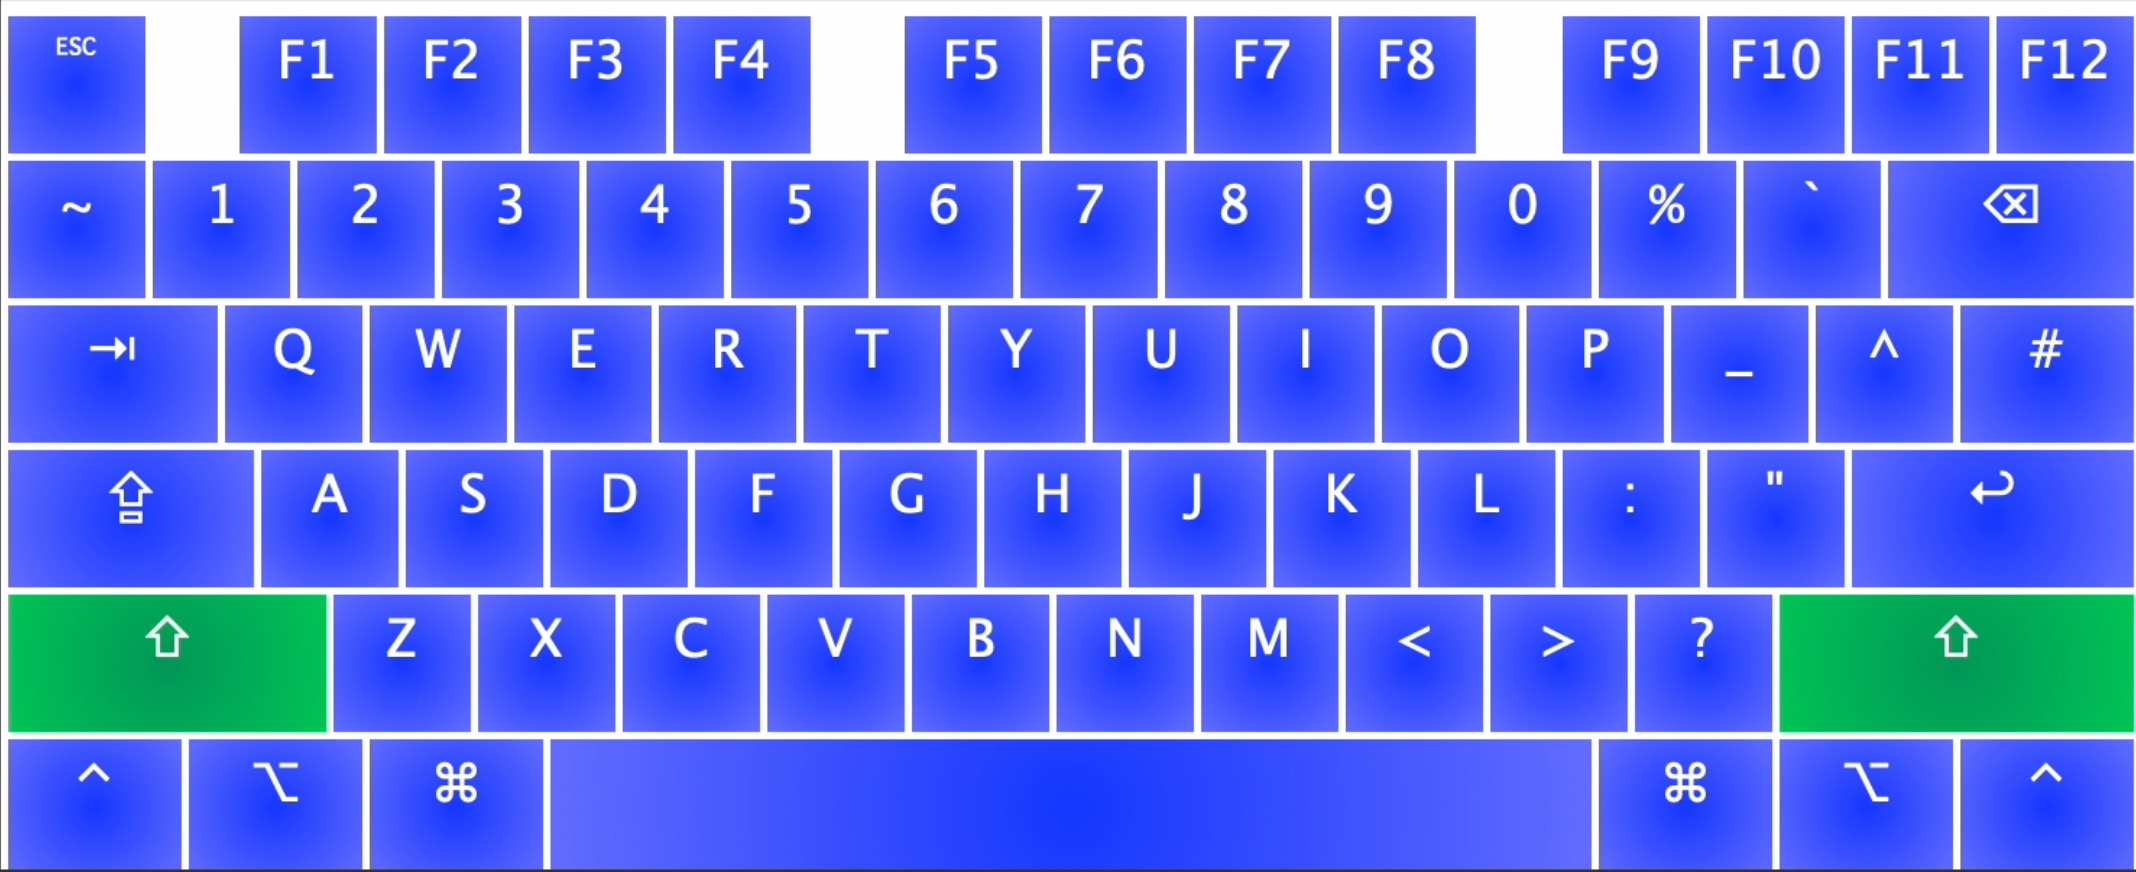 ESC F1 F2 F3 F4 F5 F6 F7 F8 F9 F10 F11 F12
~ 1 2 3 4 5 6 7 8 9 0 % ` ⌫
⇥ Q W E R T Y U I O P _ ^ #
⇪ A S D F G H J K L : " ↩
⇧ Z X C V B N M < > ? ⇧
⌃ ⌥ ⌘ ⌘ ⌥ ⌃